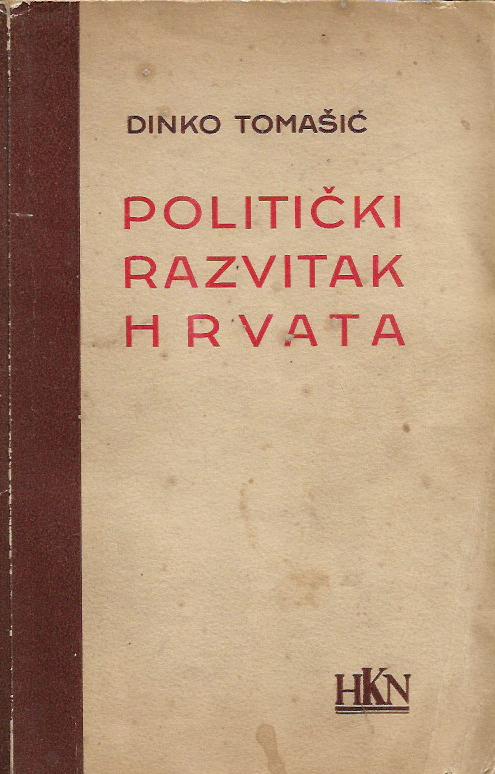 DINKO TOMAŠIĆ
POLITIČKI
RAZVITAK
HRVATA
HKN